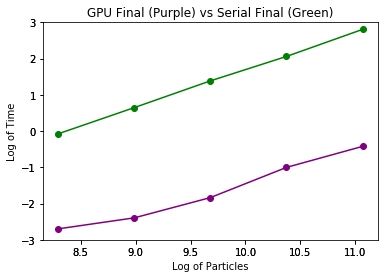 GPU Final (Purple) vs Serial Final (Green)
3
2
1
0
−1
−2
−3
Log of Time
8.5 9.0 9.5 10.0 10.5 11.0
Log of Particles